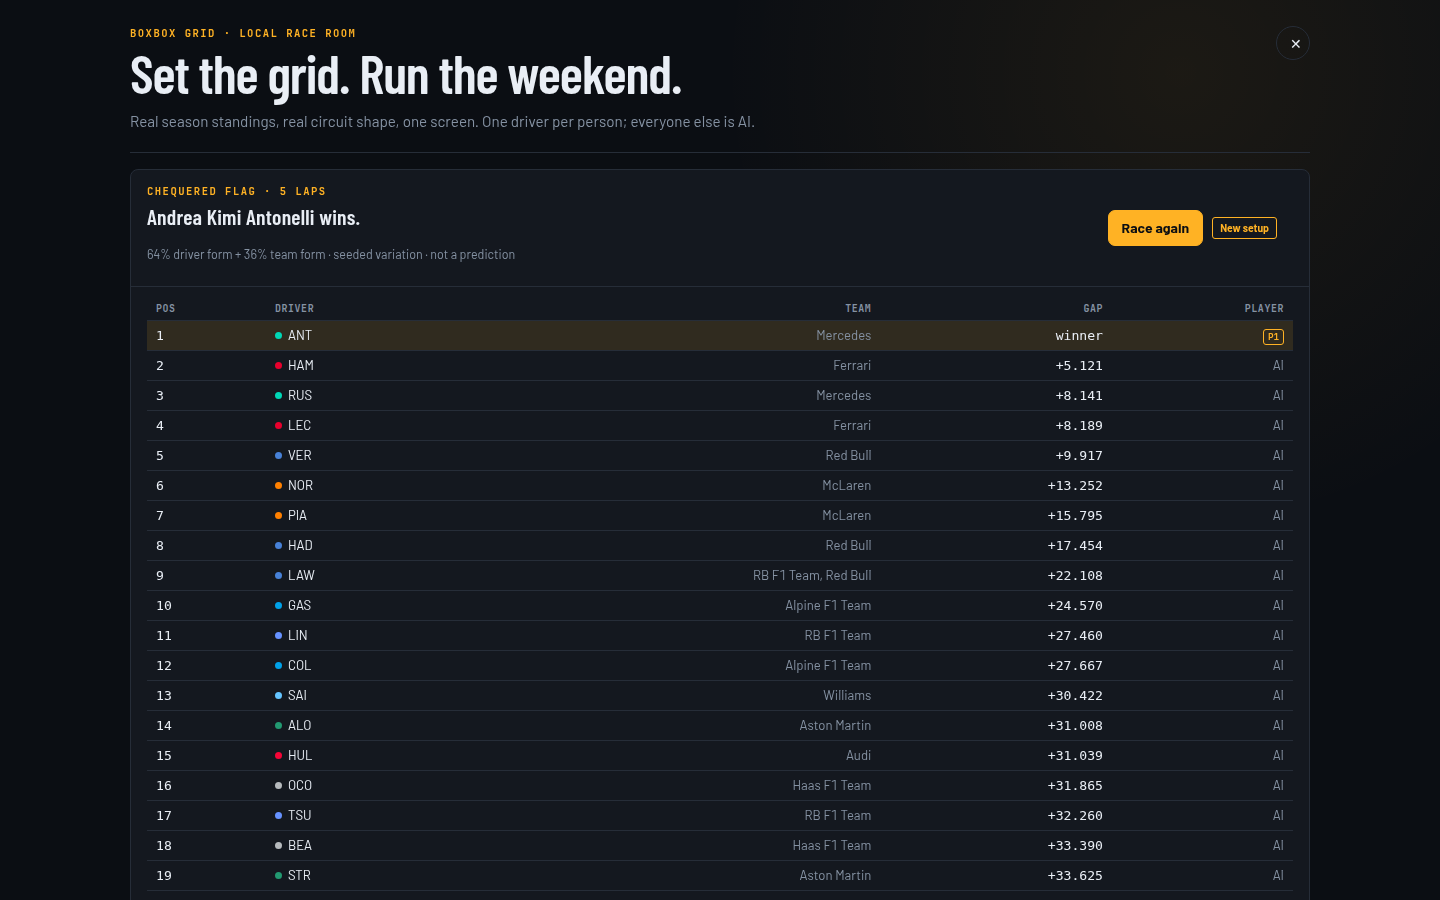 BOXBOX GRID · LOCAL RACE ROOM
Set the grid. Run the weekend.
Real season standings, real circuit shape, one screen. One driver per person; everyone else is AI.
✕
CHEQUERED FLAG · 5 LAPS
Andrea Kimi Antonelli wins.
64% driver form + 36% team form · seeded variation · not a prediction
Race again
New setup
POS DRIVER TEAM GAP PLAYER
1 ANT Mercedes winner P1
2 HAM Ferrari +5.121 AI
3 RUS Mercedes +8.141 AI
4 LEC Ferrari +8.189 AI
5 VER Red Bull +9.917 AI
6 NOR McLaren +13.252 AI
7 PIA McLaren +15.795 AI
8 HAD Red Bull +17.454 AI
9 LAW RB F1 Team, Red Bull +22.108 AI
10 GAS Alpine F1 Team +24.570 AI
11 LIN RB F1 Team +27.460 AI
12 COL Alpine F1 Team +27.667 AI
13 SAI Williams +30.422 AI
14 ALO Aston Martin +31.008 AI
15 HUL Audi +31.039 AI
16 OCO Haas F1 Team +31.865 AI
17 TSU RB F1 Team +32.260 AI
18 BEA Haas F1 Team +33.390 AI
19 STR Aston Martin +33.625 AI